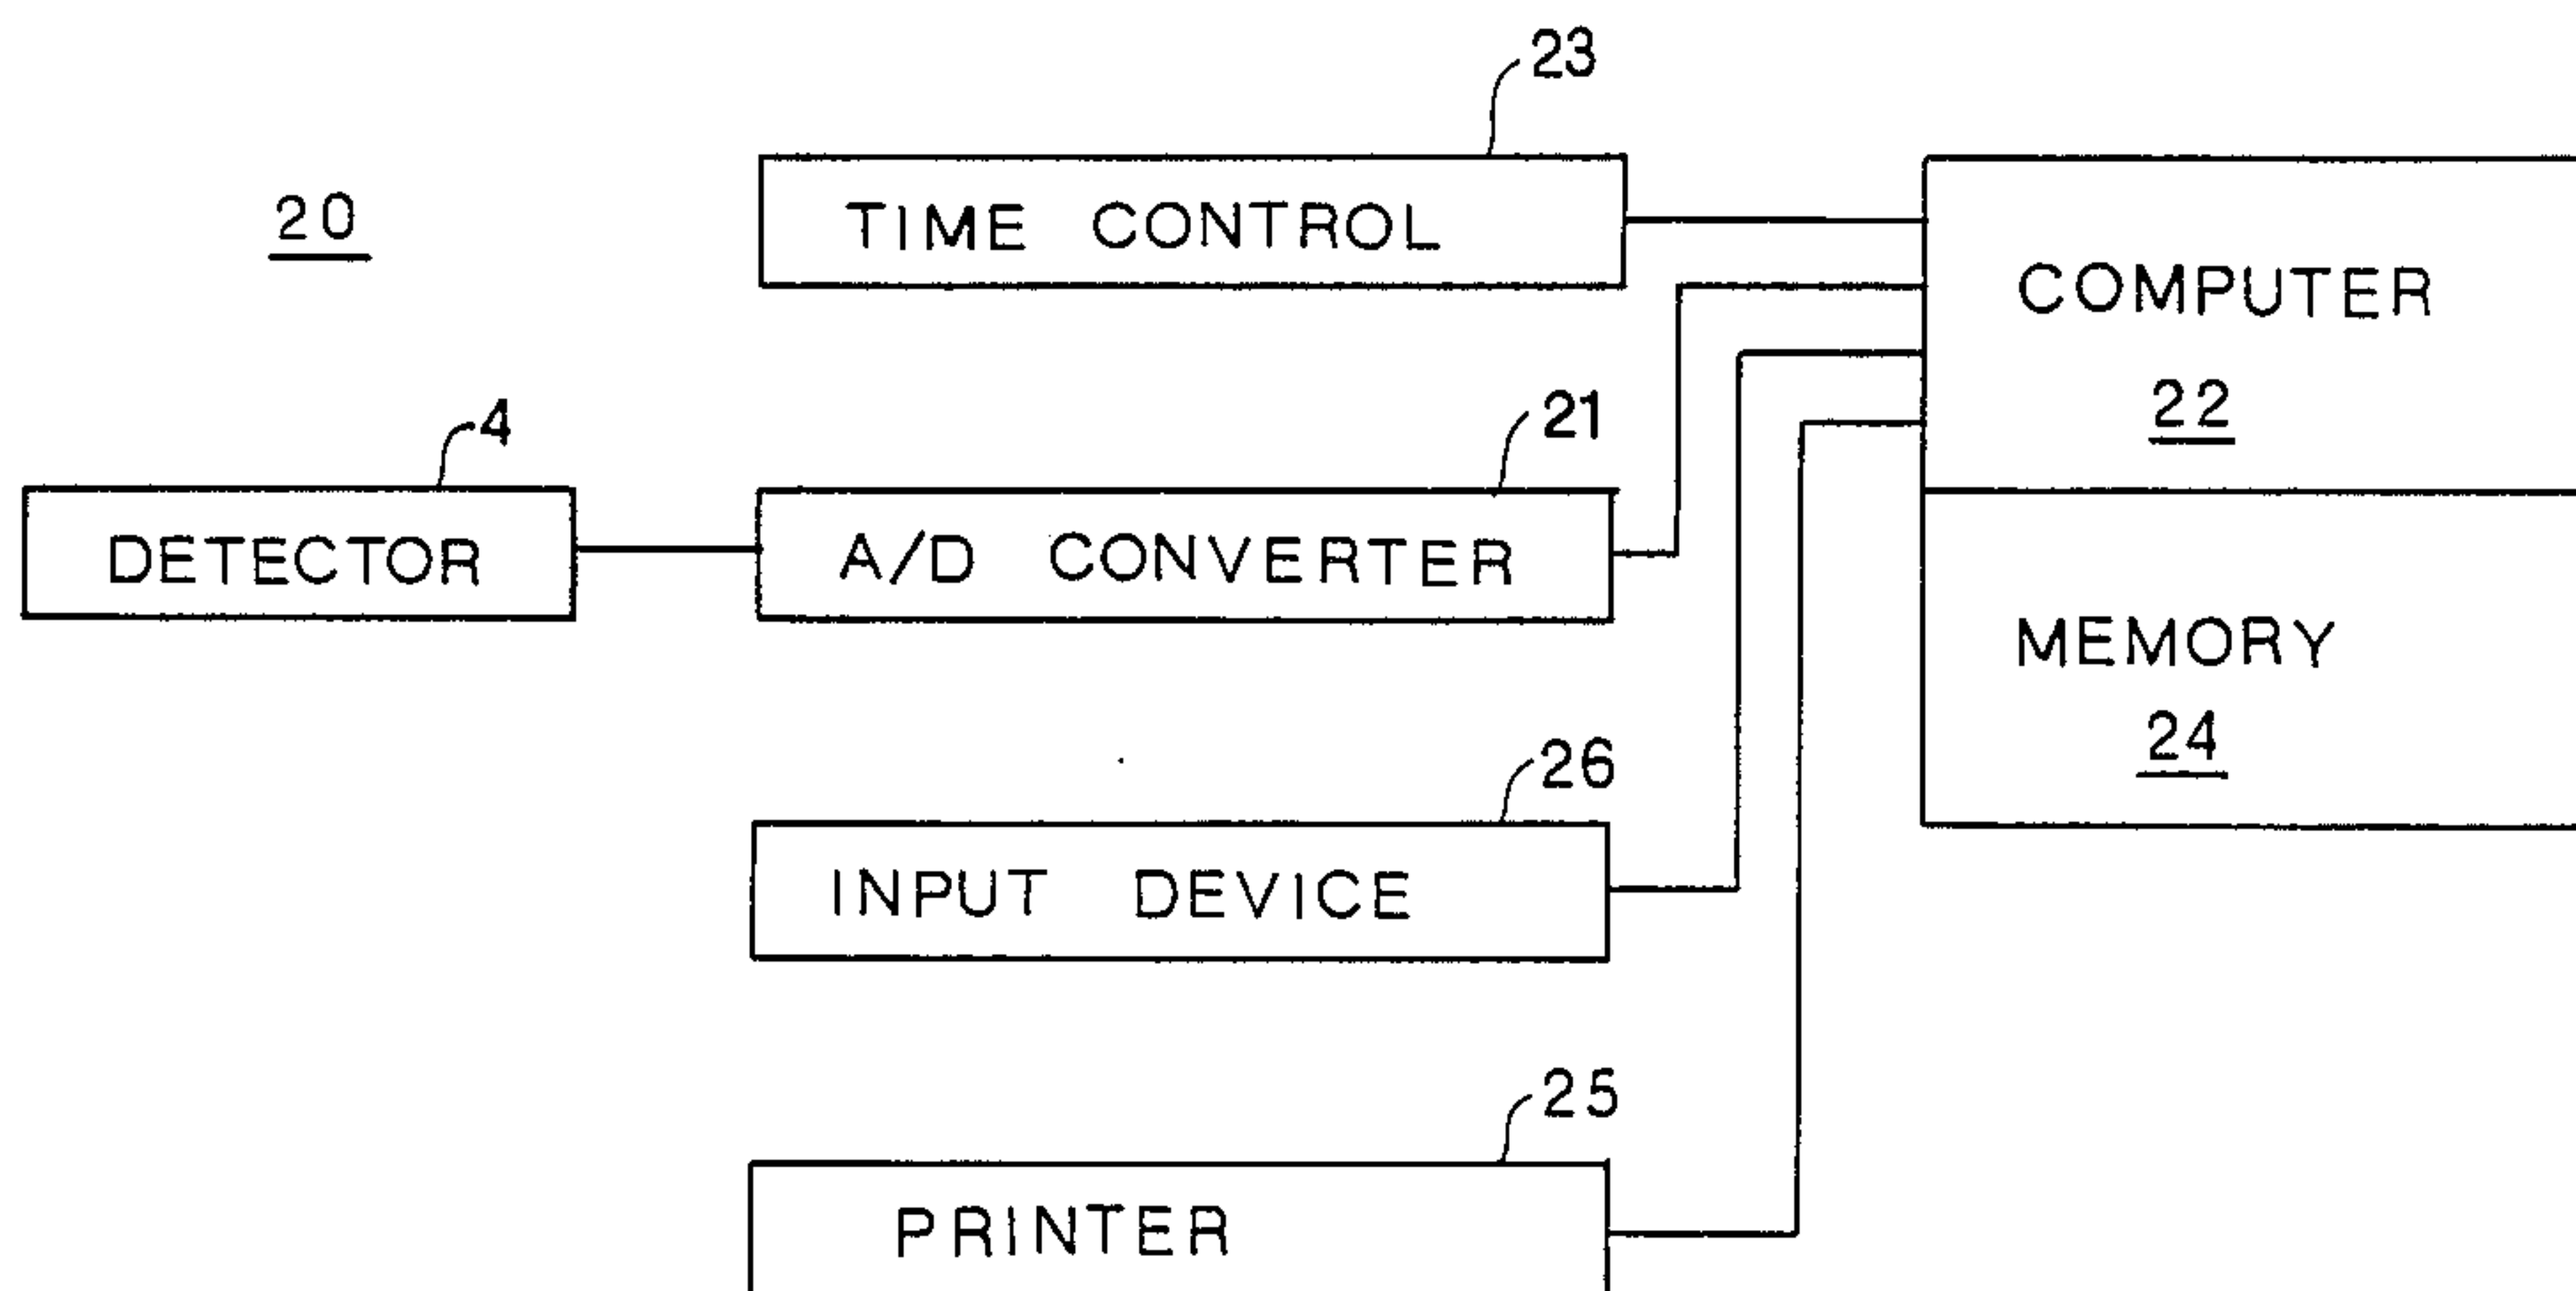 23
20
TIME CONTROL
COMPUTER
22
4
21
DETECTOR
A/D CONVERTER
MEMORY
24
26
INPUT DEVICE
25
PRINTER